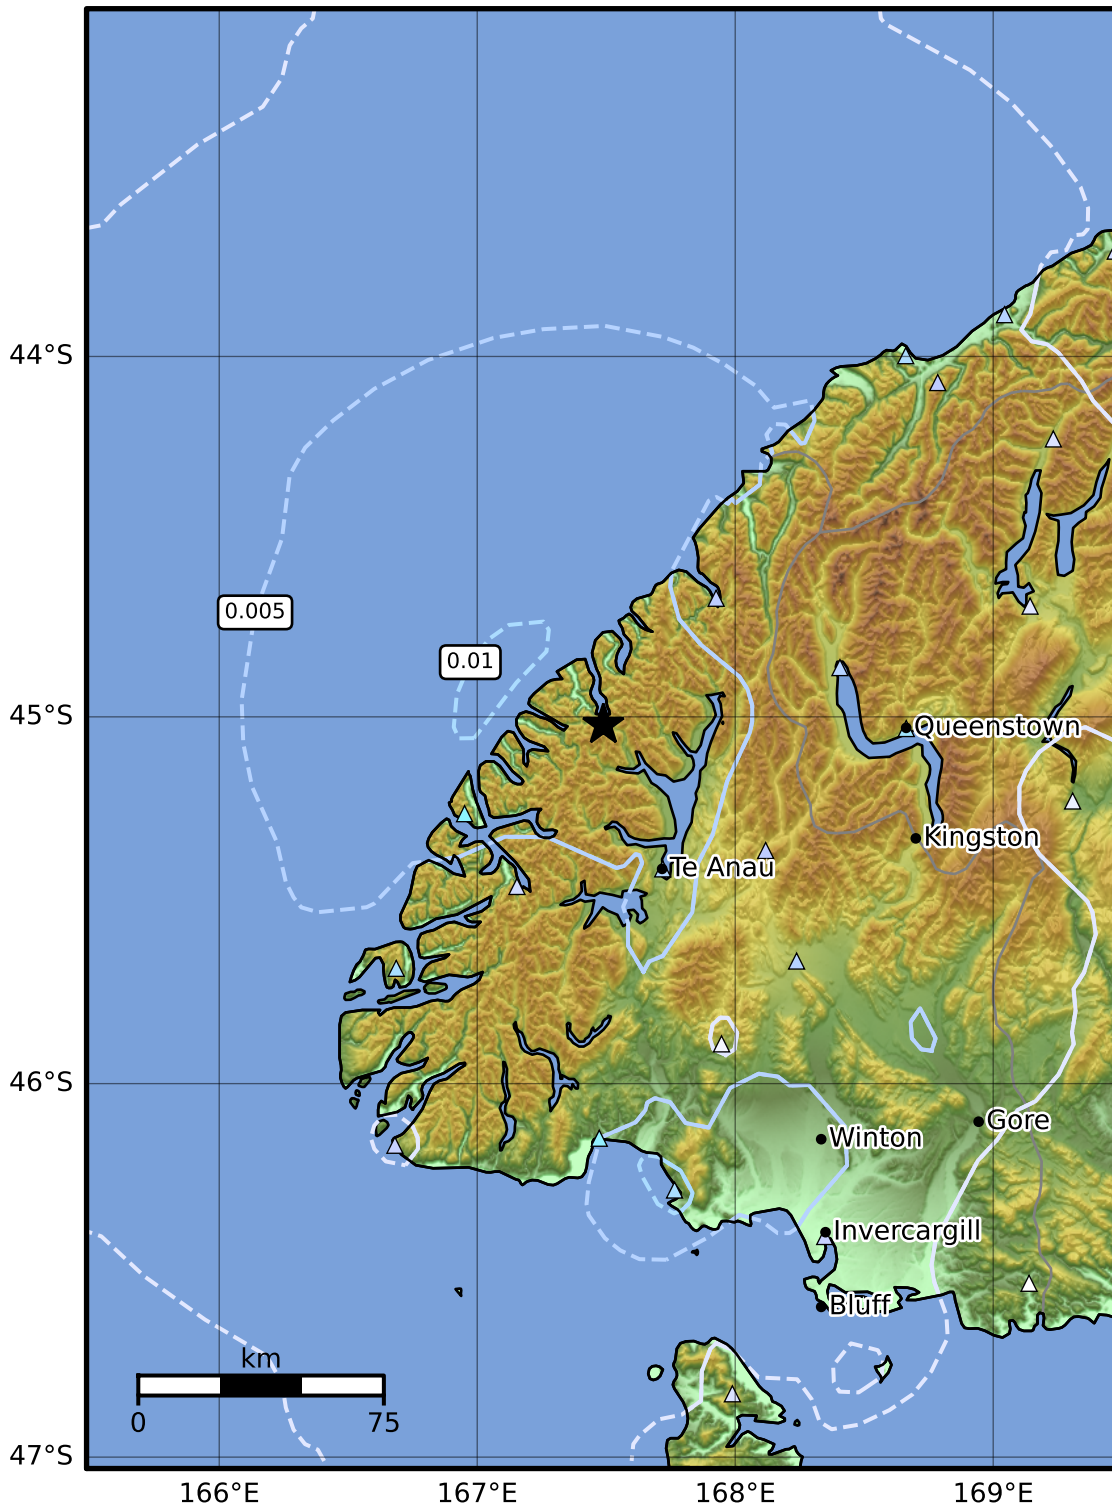 44°S
0.005
0.01
45°S
Queenstown
Kingston
Te Anau
46°S
Gore
Winton
Invercargill
Bluff
km
0 75
47°S
166°E 167°E 168°E 169°E